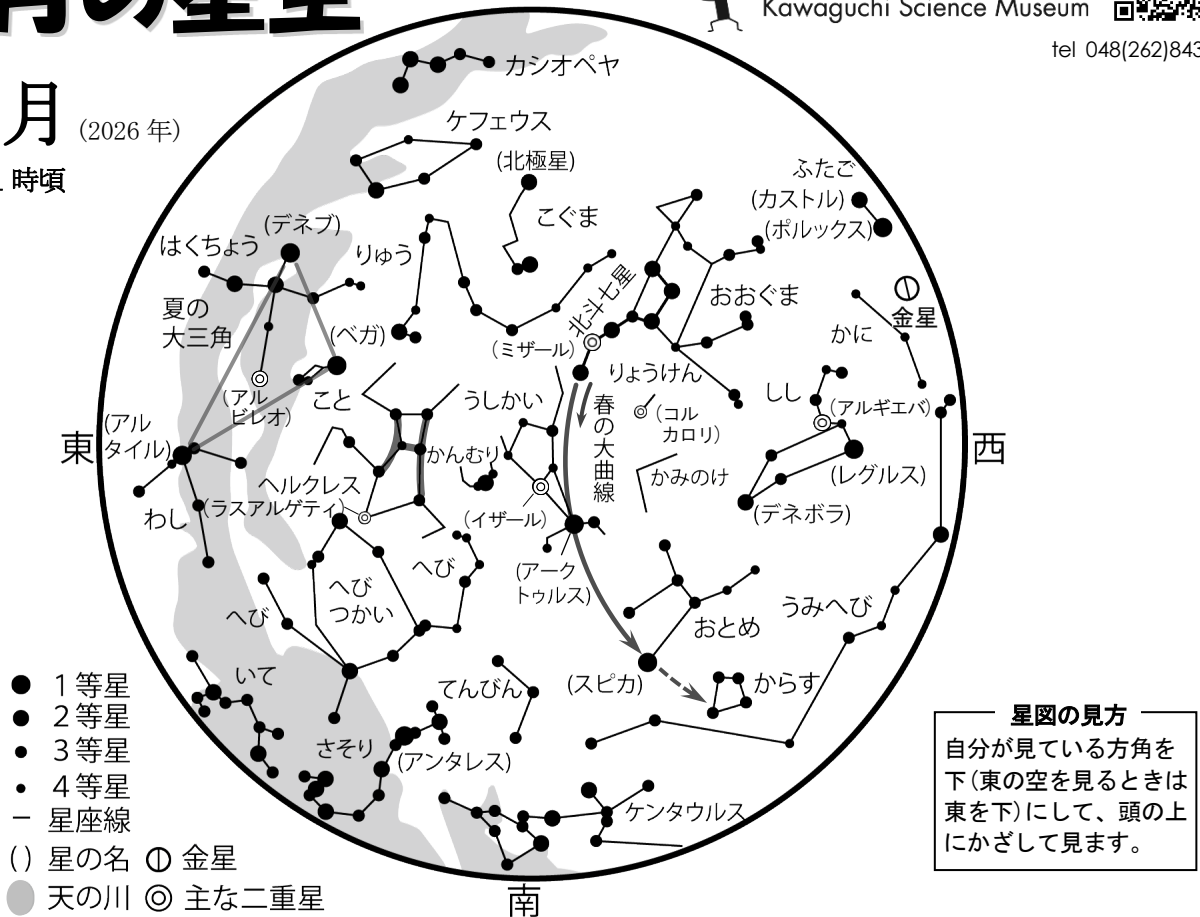 月の星空
Kawaguchi Science Museum
tel 048(262)843
月 (2026 年)
時頃
カシオペヤ
ケフェウス
(北極星)
こぐま
ふたご
(カストル)
(ポルックス)
(デネブ)
はくちょう
りゅう
北斗七星
おおぐま
金星
夏の
大三角
(ベガ)
(ミザール)
かに
りょうけん
(アル
ビレオ)
こと
うしかい
春の大曲線
(コル
カロリ)
しし
(アルギエバ)
東
(アル
タイル)
かんむり
かみのけ
(レグルス)
西
ヘルクレス
(ラスアルゲティ)
わし
(イザール)
(デネボラ)
へび
つかい
へび
(アーク
トゥルス)
へび
おとめ
うみへび
いて
てんびん
(スピカ)
からす
さそり
(アンタレス)
ケンタウルス
南
1等星
2等星
3等星
4等星
星座線
() 星の名
金星
天の川
主な二重星
星図の見方
自分が見ている方角を
下(東の空を見るときは
東を下)にして、頭の上
にかざして見ます。